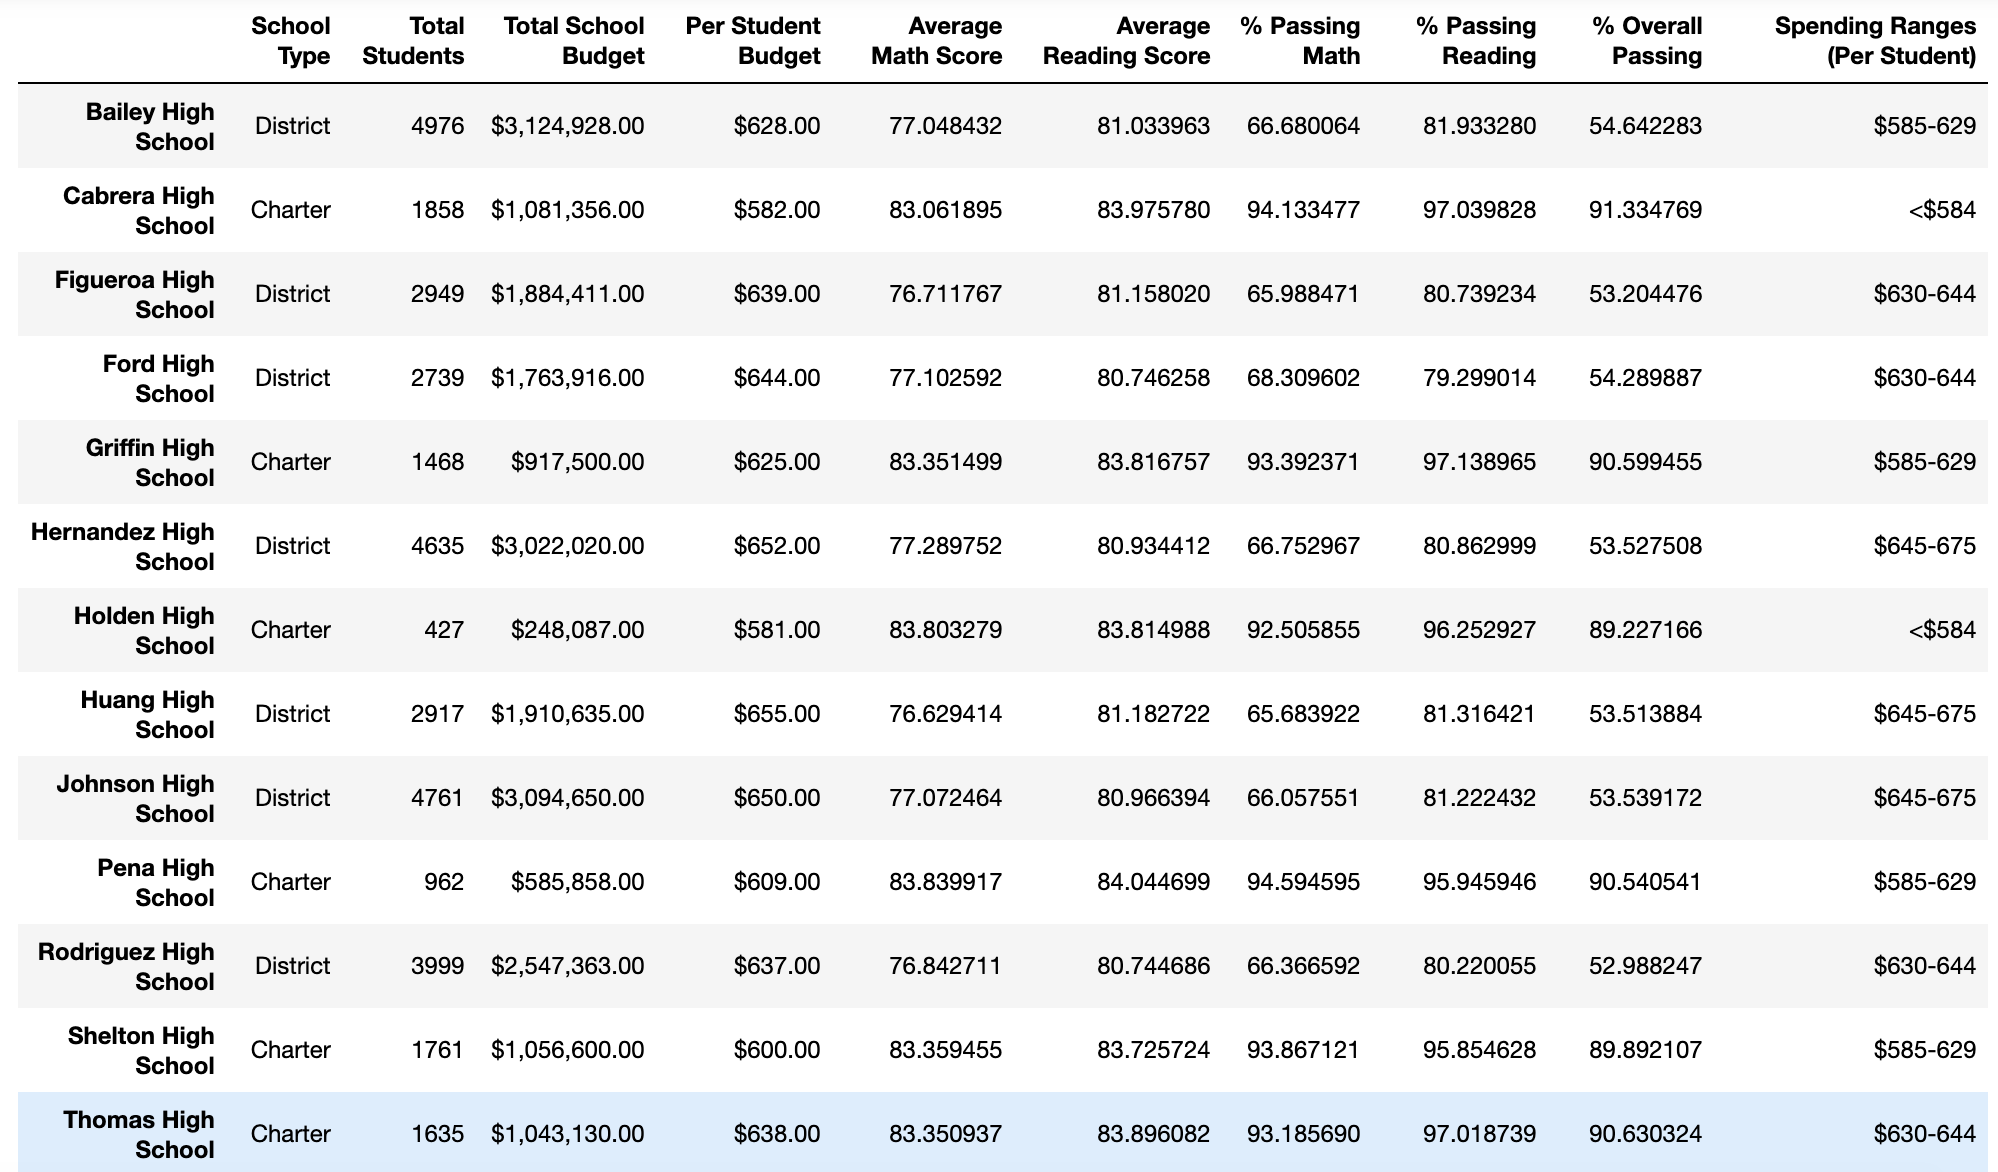 School Type Total Students Total School Budget Per Student Budget Average Math Score Average Reading Score % Passing Math % Passing Reading % Overall Passing Spending Ranges (Per Student)
Bailey High School District 4976 $3,124,928.00 $628.00 77.048432 81.033963 66.680064 81.933280 54.642283 $585-629
Cabrera High School Charter 1858 $1,081,356.00 $582.00 83.061895 83.975780 94.133477 97.039828 91.334769 <$584
Figueroa High School District 2949 $1,884,411.00 $639.00 76.711767 81.158020 65.988471 80.739234 53.204476 $630-644
Ford High School District 2739 $1,763,916.00 $644.00 77.102592 80.746258 68.309602 79.299014 54.289887 $630-644
Griffin High School Charter 1468 $917,500.00 $625.00 83.351499 83.816757 93.392371 97.138965 90.599455 $585-629
Hernandez High School District 4635 $3,022,020.00 $652.00 77.289752 80.934412 66.752967 80.862999 53.527508 $645-675
Holden High School Charter 427 $248,087.00 $581.00 83.803279 83.814988 92.505855 96.252927 89.227166 <$584
Huang High School District 2917 $1,910,635.00 $655.00 76.629414 81.182722 65.683922 81.316421 53.513884 $645-675
Johnson High School District 4761 $3,094,650.00 $650.00 77.072464 80.966394 66.057551 81.222432 53.539172 $645-675
Pena High School Charter 962 $585,858.00 $609.00 83.839917 84.044699 94.594595 95.945946 90.540541 $585-629
Rodriguez High School District 3999 $2,547,363.00 $637.00 76.842711 80.744686 66.366592 80.220055 52.988247 $630-644
Shelton High School Charter 1761 $1,056,600.00 $600.00 83.359455 83.725724 93.867121 95.854628 89.892107 $585-629
Thomas High School Charter 1635 $1,043,130.00 $638.00 83.350937 83.896082 93.185690 97.018739 90.630324 $630-644